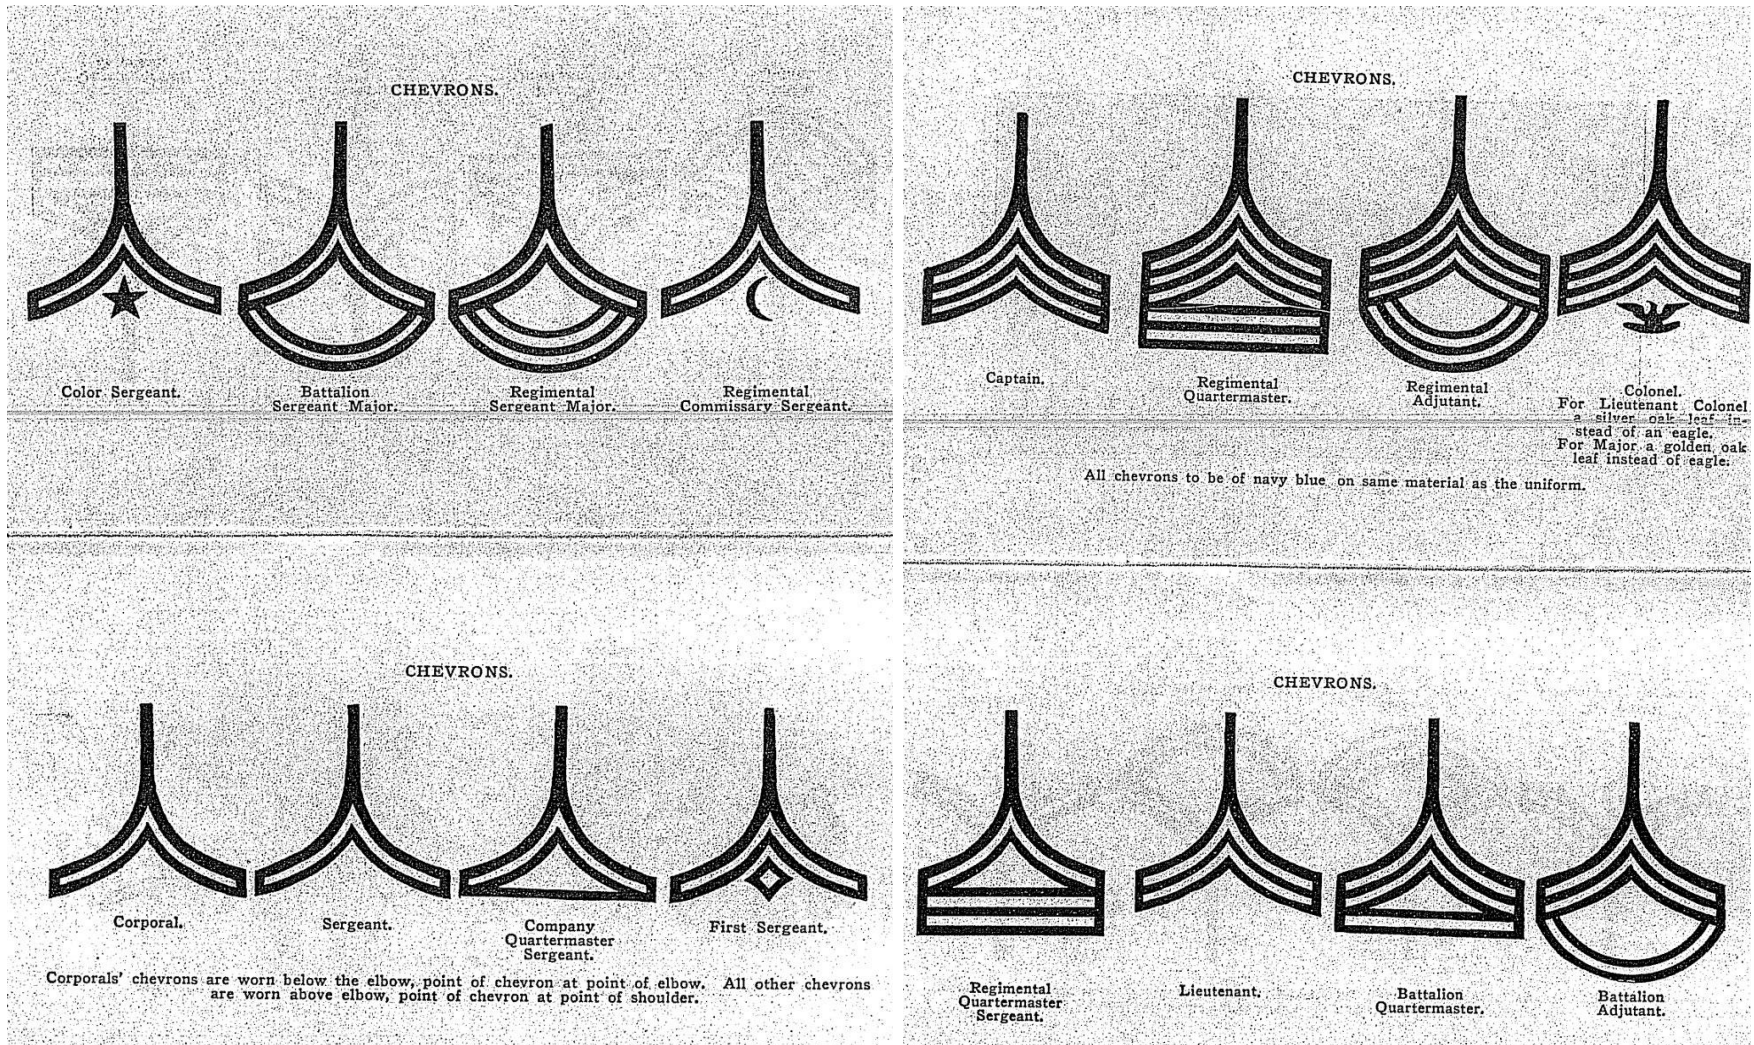 CHEVRONS.
Color Sergeant.
Battalion
Sergeant Major.
Regimental
Sergeant Major.
Regimental
Commissary Sergeant.
CHEVRONS.
Captain.
Regimental
Quartermaster.
Regimental
Adjutant.
Colonel.
For Lieutenant Colonel
a silver oak leaf in-
stead of an eagle.
For Major a golden oak
leaf instead of eagle.
All chevrons to be of navy blue on same material as the uniform.
CHEVRONS.
Corporal.
Sergeant.
Company
Quartermaster
Sergeant.
First Sergeant.
Corporals' chevrons are worn below the elbow, point of chevron at point of elbow. All other chevrons
are worn above elbow, point of chevron at point of shoulder.
CHEVRONS.
Regimental
Quartermaster
Sergeant.
Lieutenant.
Battalion
Quartermaster.
Battalion
Adjutant.